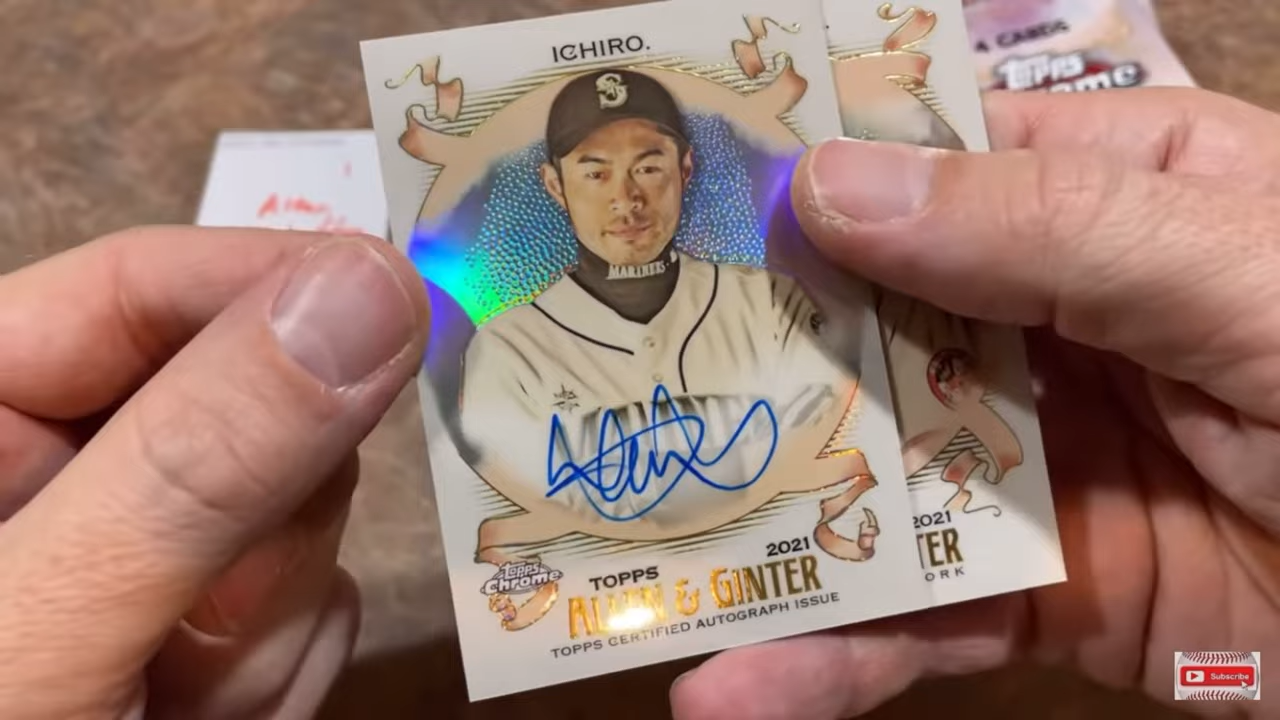 ICHIRO.
4 CARDS
Topps
Chrome
S
MARINERS
Topps
Chrome
2021
TOPPS
ALLEN & GINTER
TOPPS CERTIFIED AUTOGRAPH ISSUE
2021
TER
ORK
Subscribe